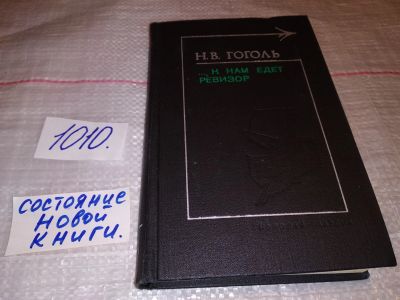 Н.В. ГОГОЛЬ
... К НАМ ЕДЕТ
РЕВИЗОР
1010.
СОСТОЯНИЕ
НОВОЙ
КНИГИ.